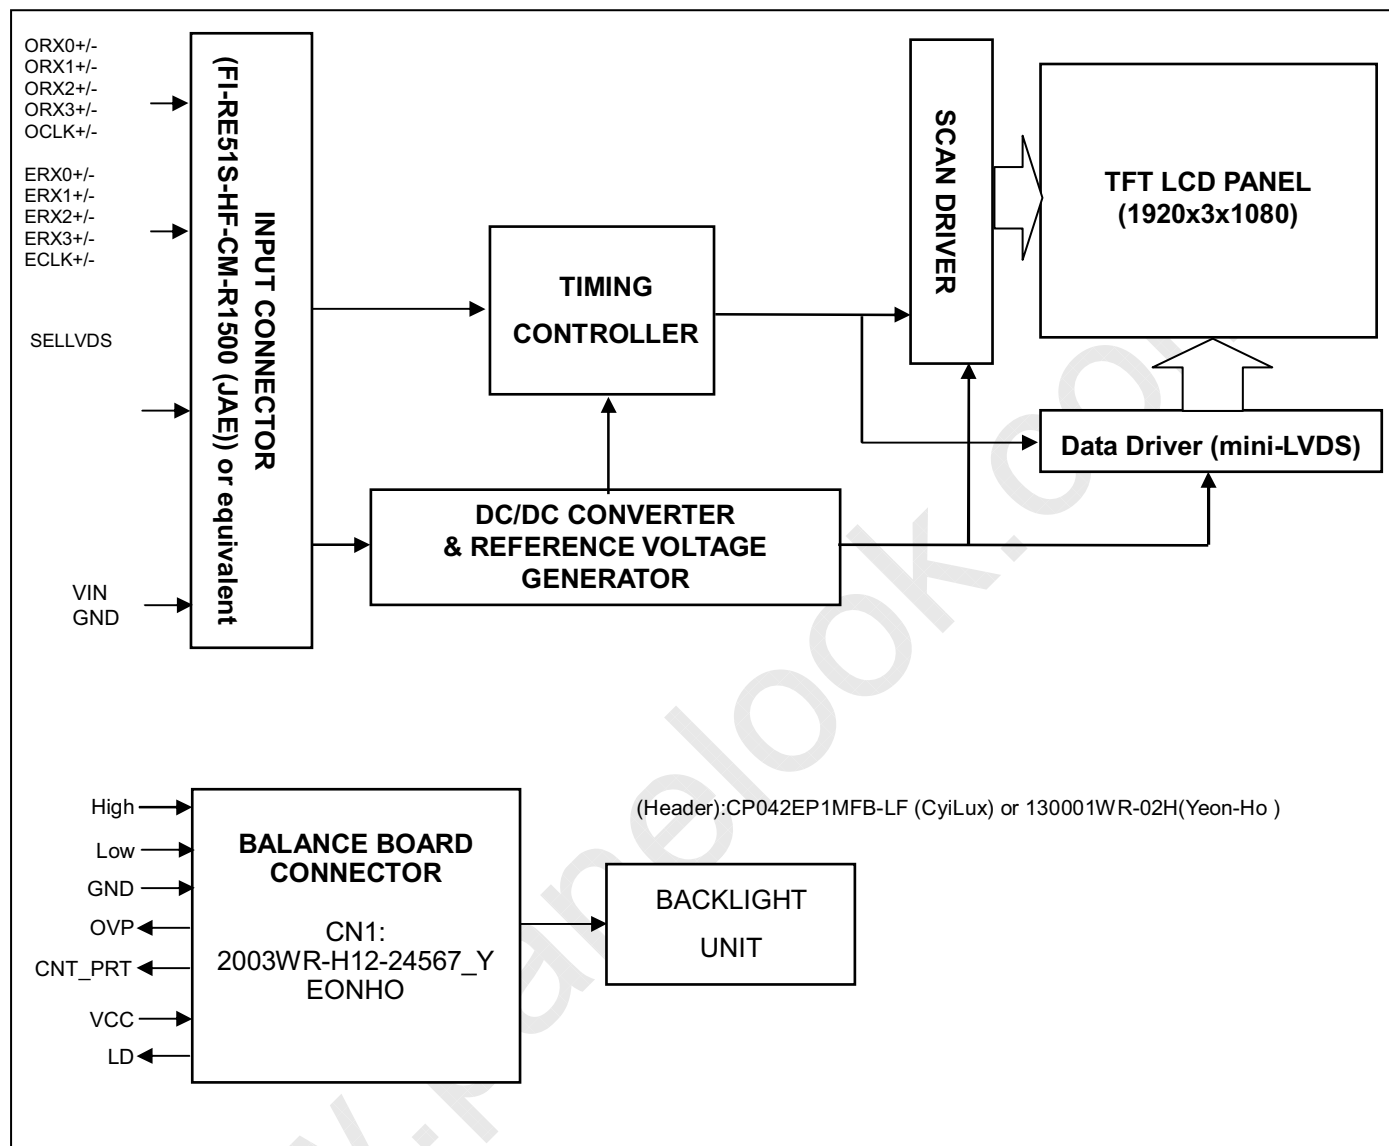 ORX0+/-
ORX1+/-
ORX2+/-
ORX3+/-
OCLK+/-
ERX0+/-
ERX1+/-
ERX2+/-
ERX3+/-
ECLK+/-
SELLVDS
VIN
GND
INPUT CONNECTOR
(FI-RE51S-HF-CM-R1500 (JAE)) or equivalent
TIMING
CONTROLLER
SCAN DRIVER
TFT LCD PANEL
(1920x3x1080)
Data Driver (mini-LVDS)
DC/DC CONVERTER
& REFERENCE VOLTAGE
GENERATOR
High
Low
GND
OVP
CNT_PRT
VCC
LD
BALANCE BOARD
CONNECTOR
CN1:
2003WR-H12-24567_Y
EONHO
(Header):CP042EP1MFB-LF (CyiLux) or 130001WR-02H(Yeon-Ho )
BACKLIGHT
UNIT
.panelook.co